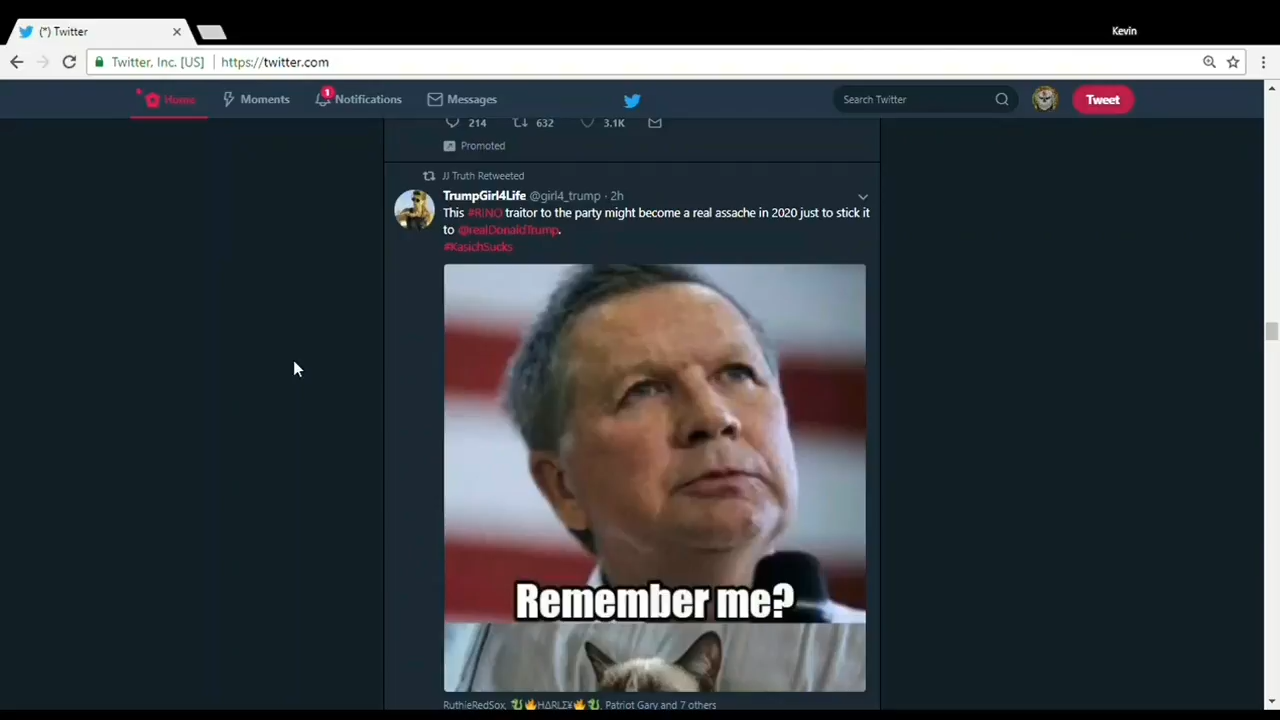 (*) Twitter
Kevin
Twitter, Inc. [US] https://twitter.com
Home Moments 1 Notifications Messages Search Twitter Tweet
214 632 3.1K
Promoted
JJ Truth Retweeted
TrumpGirl4Life @girl4_trump · 2h
This #RINO traitor to the party might become a real assache in 2020 just to stick it
to @realDonaldTrump.
#KasichSucks
Remember me?
RuthieRedSox, 🐉🔥HΔRLΣ¥🔥🐉, Patriot Gary and 7 others